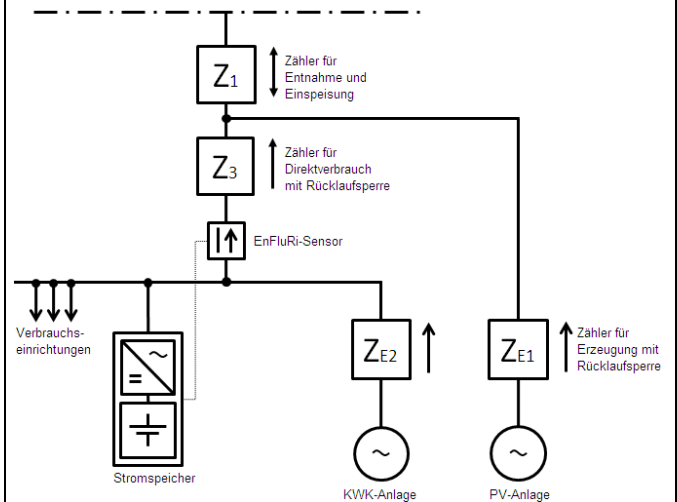 Z1
Zähler für
Entnahme und
Einspeisung
Z3
Zähler für
Direktverbrauch
mit Rücklaufsperre
EnFluRi-Sensor
Verbrauchs-
einrichtungen
ZE2
ZE1
Zähler für
Erzeugung mit
Rücklaufsperre
Stromspeicher
KWK-Anlage
PV-Anlage